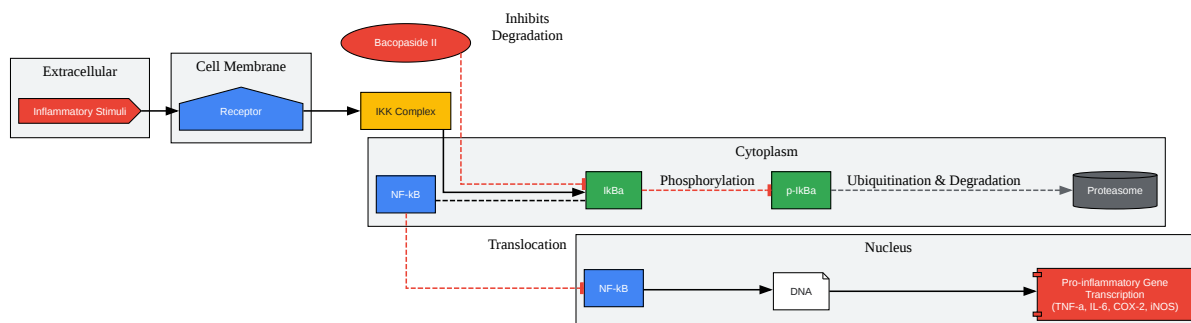 Inhibits
Degradation
Bacopaside II
Extracellular
Inflammatory Stimuli
Cell Membrane
Receptor
IKK Complex
Cytoplasm
NF-kB
IkBa
Phosphorylation
p-IkBa
Ubiquitination & Degradation
Proteasome
Translocation
Nucleus
NF-kB
DNA
Pro-inflammatory Gene
Transcription
(TNF-a, IL-6, COX-2, iNOS)